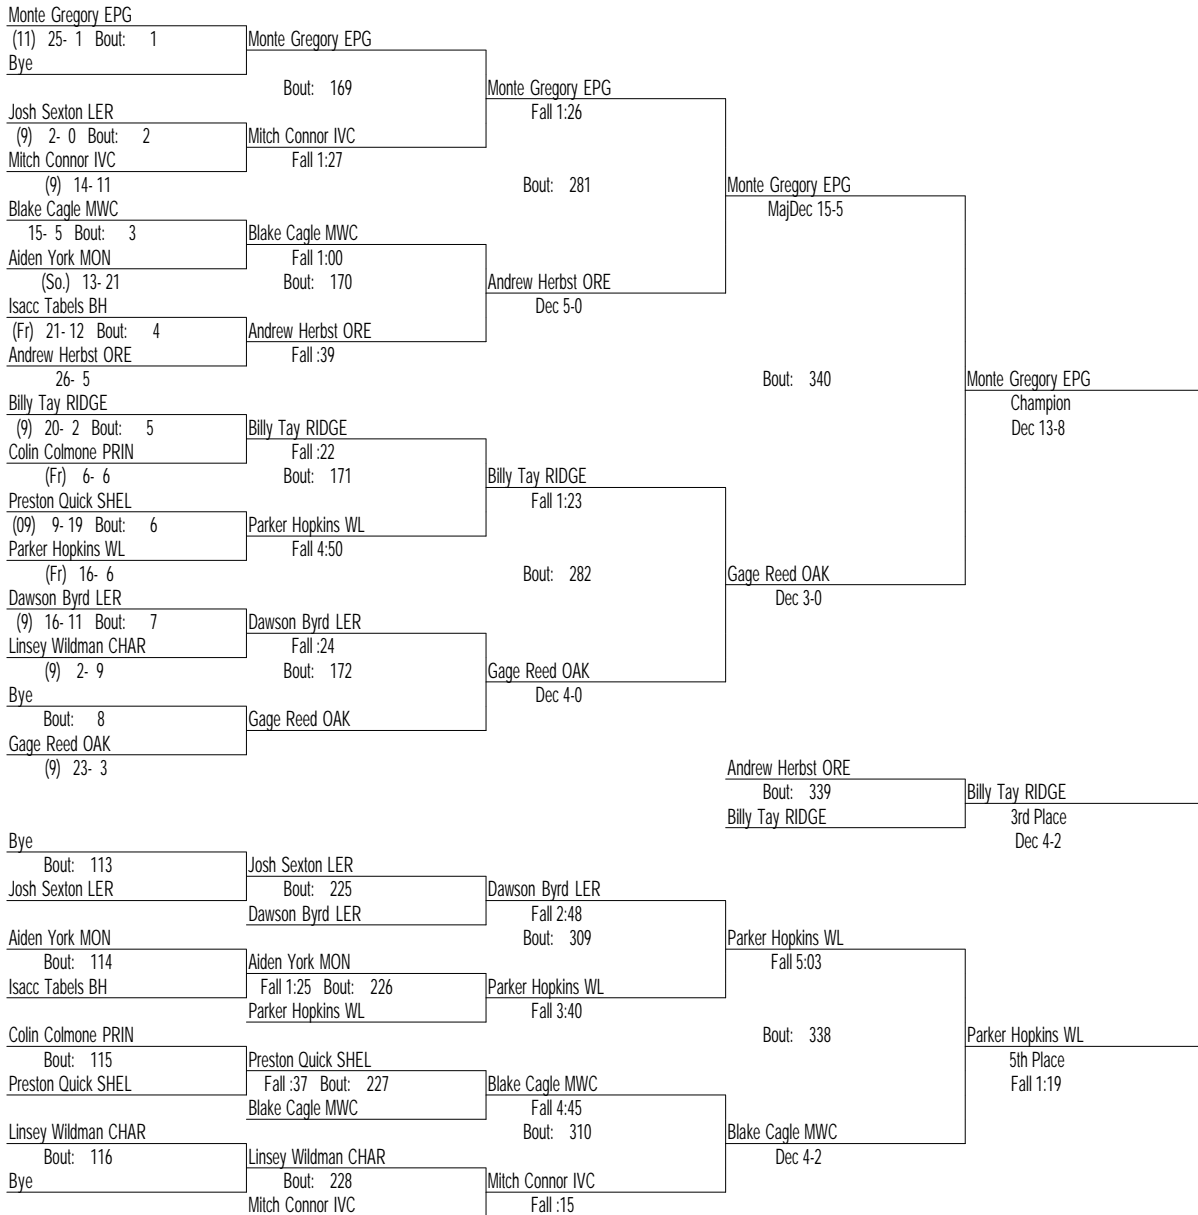 Monte Gregory EPG
(11) 25- 1 Bout: 1
Monte Gregory EPG
Bye
Bout: 169
Monte Gregory EPG
Josh Sexton LER
Fall 1:26
(9) 2- 0 Bout: 2
Mitch Connor IVC
Mitch Connor IVC
Fall 1:27
(9) 14- 11
Bout: 281
Monte Gregory EPG
Blake Cagle MWC
MajDec 15-5
15- 5 Bout: 3
Blake Cagle MWC
Aiden York MON
Fall 1:00
(So.) 13- 21
Bout: 170
Andrew Herbst ORE
Isacc Tabels BH
Dec 5-0
(Fr) 21- 12 Bout: 4
Andrew Herbst ORE
Andrew Herbst ORE
Fall :39
26- 5
Bout: 340
Monte Gregory EPG
Billy Tay RIDGE
Champion
(9) 20- 2 Bout: 5
Billy Tay RIDGE
Dec 13-8
Colin Colmone PRIN
Fall :22
(Fr) 6- 6
Bout: 171
Billy Tay RIDGE
Preston Quick SHEL
Fall 1:23
(09) 9- 19 Bout: 6
Parker Hopkins WL
Parker Hopkins WL
Fall 4:50
(Fr) 16- 6
Bout: 282
Gage Reed OAK
Dawson Byrd LER
Dec 3-0
(9) 16- 11 Bout: 7
Dawson Byrd LER
Linsey Wildman CHAR
Fall :24
(9) 2- 9
Bout: 172
Gage Reed OAK
Bye
Dec 4-0
Bout: 8
Gage Reed OAK
Gage Reed OAK
(9) 23- 3
Andrew Herbst ORE
Bout: 339
Billy Tay RIDGE
Billy Tay RIDGE
3rd Place
Dec 4-2
Bye
Bout: 113
Josh Sexton LER
Josh Sexton LER
Bout: 225
Dawson Byrd LER
Dawson Byrd LER
Fall 2:48
Aiden York MON
Bout: 309
Parker Hopkins WL
Bout: 114
Aiden York MON
Fall 5:03
Isacc Tabels BH
Fall 1:25 Bout: 226
Parker Hopkins WL
Parker Hopkins WL
Fall 3:40
Colin Colmone PRIN
Bout: 338
Parker Hopkins WL
Bout: 115
Preston Quick SHEL
5th Place
Preston Quick SHEL
Fall :37 Bout: 227
Blake Cagle MWC
Fall 1:19
Blake Cagle MWC
Fall 4:45
Linsey Wildman CHAR
Bout: 310
Blake Cagle MWC
Bout: 116
Linsey Wildman CHAR
Dec 4-2
Bye
Bout: 228
Mitch Connor IVC
Mitch Connor IVC
Fall :15